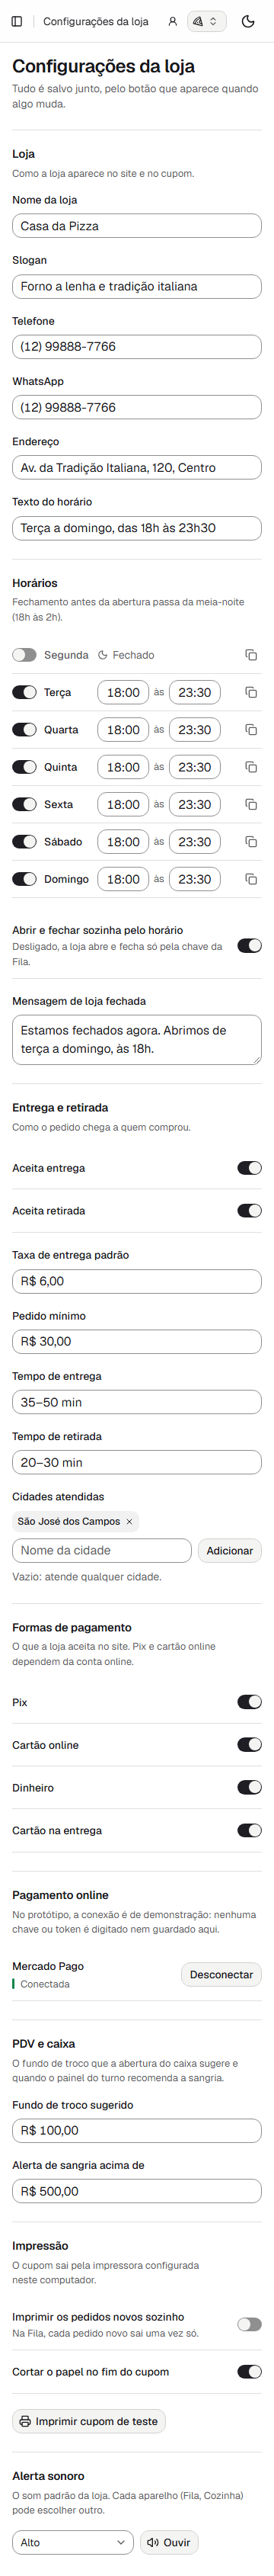 Configurações da loja
Configurações da loja
Tudo é salvo junto, pelo botão que aparece quando
algo muda.
Loja
Como a loja aparece no site e no cupom.
Nome da loja
Casa da Pizza
Slogan
Forno a lenha e tradição italiana
Telefone
(12) 99888-7766
WhatsApp
(12) 99888-7766
Endereço
Av. da Tradição Italiana, 120, Centro
Texto do horário
Terça a domingo, das 18h às 23h30
Horários
Fechamento antes da abertura passa da meia-noite
(18h às 2h).
Segunda Fechado
Terça 18:00 às 23:30
Quarta 18:00 às 23:30
Quinta 18:00 às 23:30
Sexta 18:00 às 23:30
Sábado 18:00 às 23:30
Domingo 18:00 às 23:30
Abrir e fechar sozinha pelo horário
Desligado, a loja abre e fecha só pela chave da
Fila.
Mensagem de loja fechada
Estamos fechados agora. Abrimos de
terça a domingo, às 18h.
Entrega e retirada
Como o pedido chega a quem comprou.
Aceita entrega
Aceita retirada
Taxa de entrega padrão
R$ 6,00
Pedido mínimo
R$ 30,00
Tempo de entrega
35–50 min
Tempo de retirada
20–30 min
Cidades atendidas
São José dos Campos ×
Nome da cidade Adicionar
Vazio: atende qualquer cidade.
Formas de pagamento
O que a loja aceita no site. Pix e cartão online
dependem da conta online.
Pix
Cartão online
Dinheiro
Cartão na entrega
Pagamento online
No protótipo, a conexão é de demonstração: nenhuma
chave ou token é digitado nem guardado aqui.
Mercado Pago
Conectada
Desconectar
PDV e caixa
O fundo de troco que a abertura do caixa sugere e
quando o painel do turno recomenda a sangria.
Fundo de troco sugerido
R$ 100,00
Alerta de sangria acima de
R$ 500,00
Impressão
O cupom sai pela impressora configurada
neste computador.
Imprimir os pedidos novos sozinho
Na Fila, cada pedido novo sai uma vez só.
Cortar o papel no fim do cupom
Imprimir cupom de teste
Alerta sonoro
O som padrão da loja. Cada aparelho (Fila, Cozinha)
pode escolher outro.
Alto Ouvir